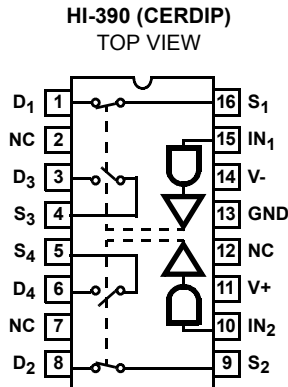 HI-390 (CERDIP)
TOP VIEW
D1 1 16 S1
NC 2 15 IN1
D3 3 14 V-
S3 4 13 GND
S4 5 12 NC
D4 6 11 V+
NC 7 10 IN2
D2 8 9 S2